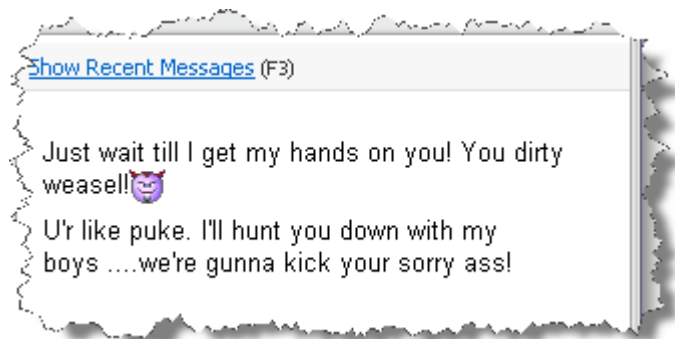 Show Recent Messages (F3)
Just wait till I get my hands on you! You dirty
weasel!
U'r like puke. I'll hunt you down with my
boys ....we're gunna kick your sorry ass!